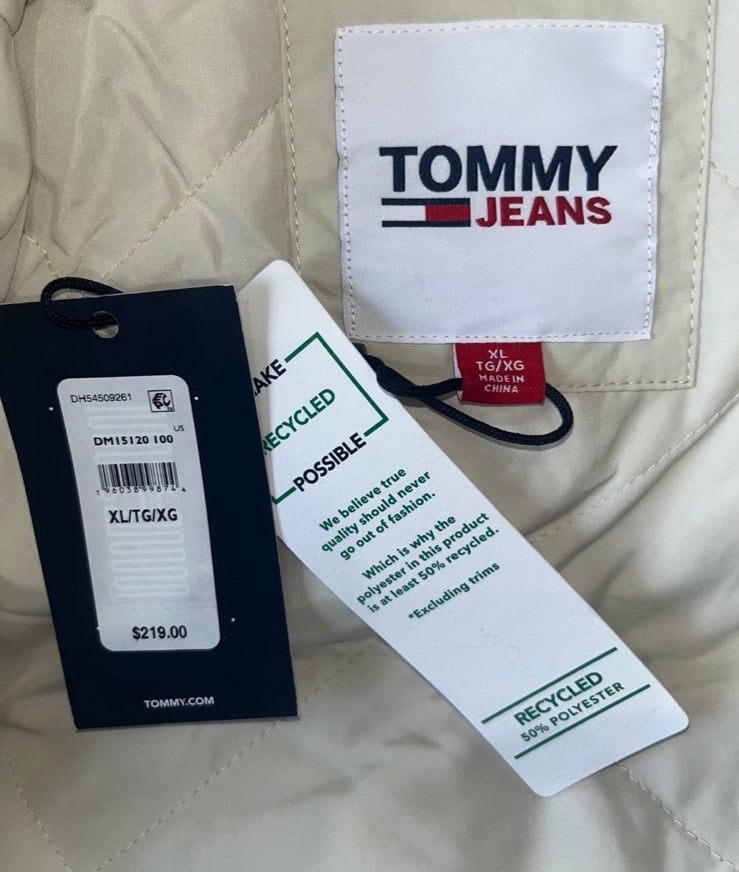 TOMMY
JEANS
XL
TG/XG
MADE IN
CHINA
DH54509261
DM15120 100
US
XL/TG/XG
$219.00
TOMMY.COM
RECYCLED
POSSIBLE
We believe true
quality should never
go out of fashion.
Which is why the
polyester in this product
is at least 50% recycled.
*Excluding trims
RECYCLED
50% POLYESTER